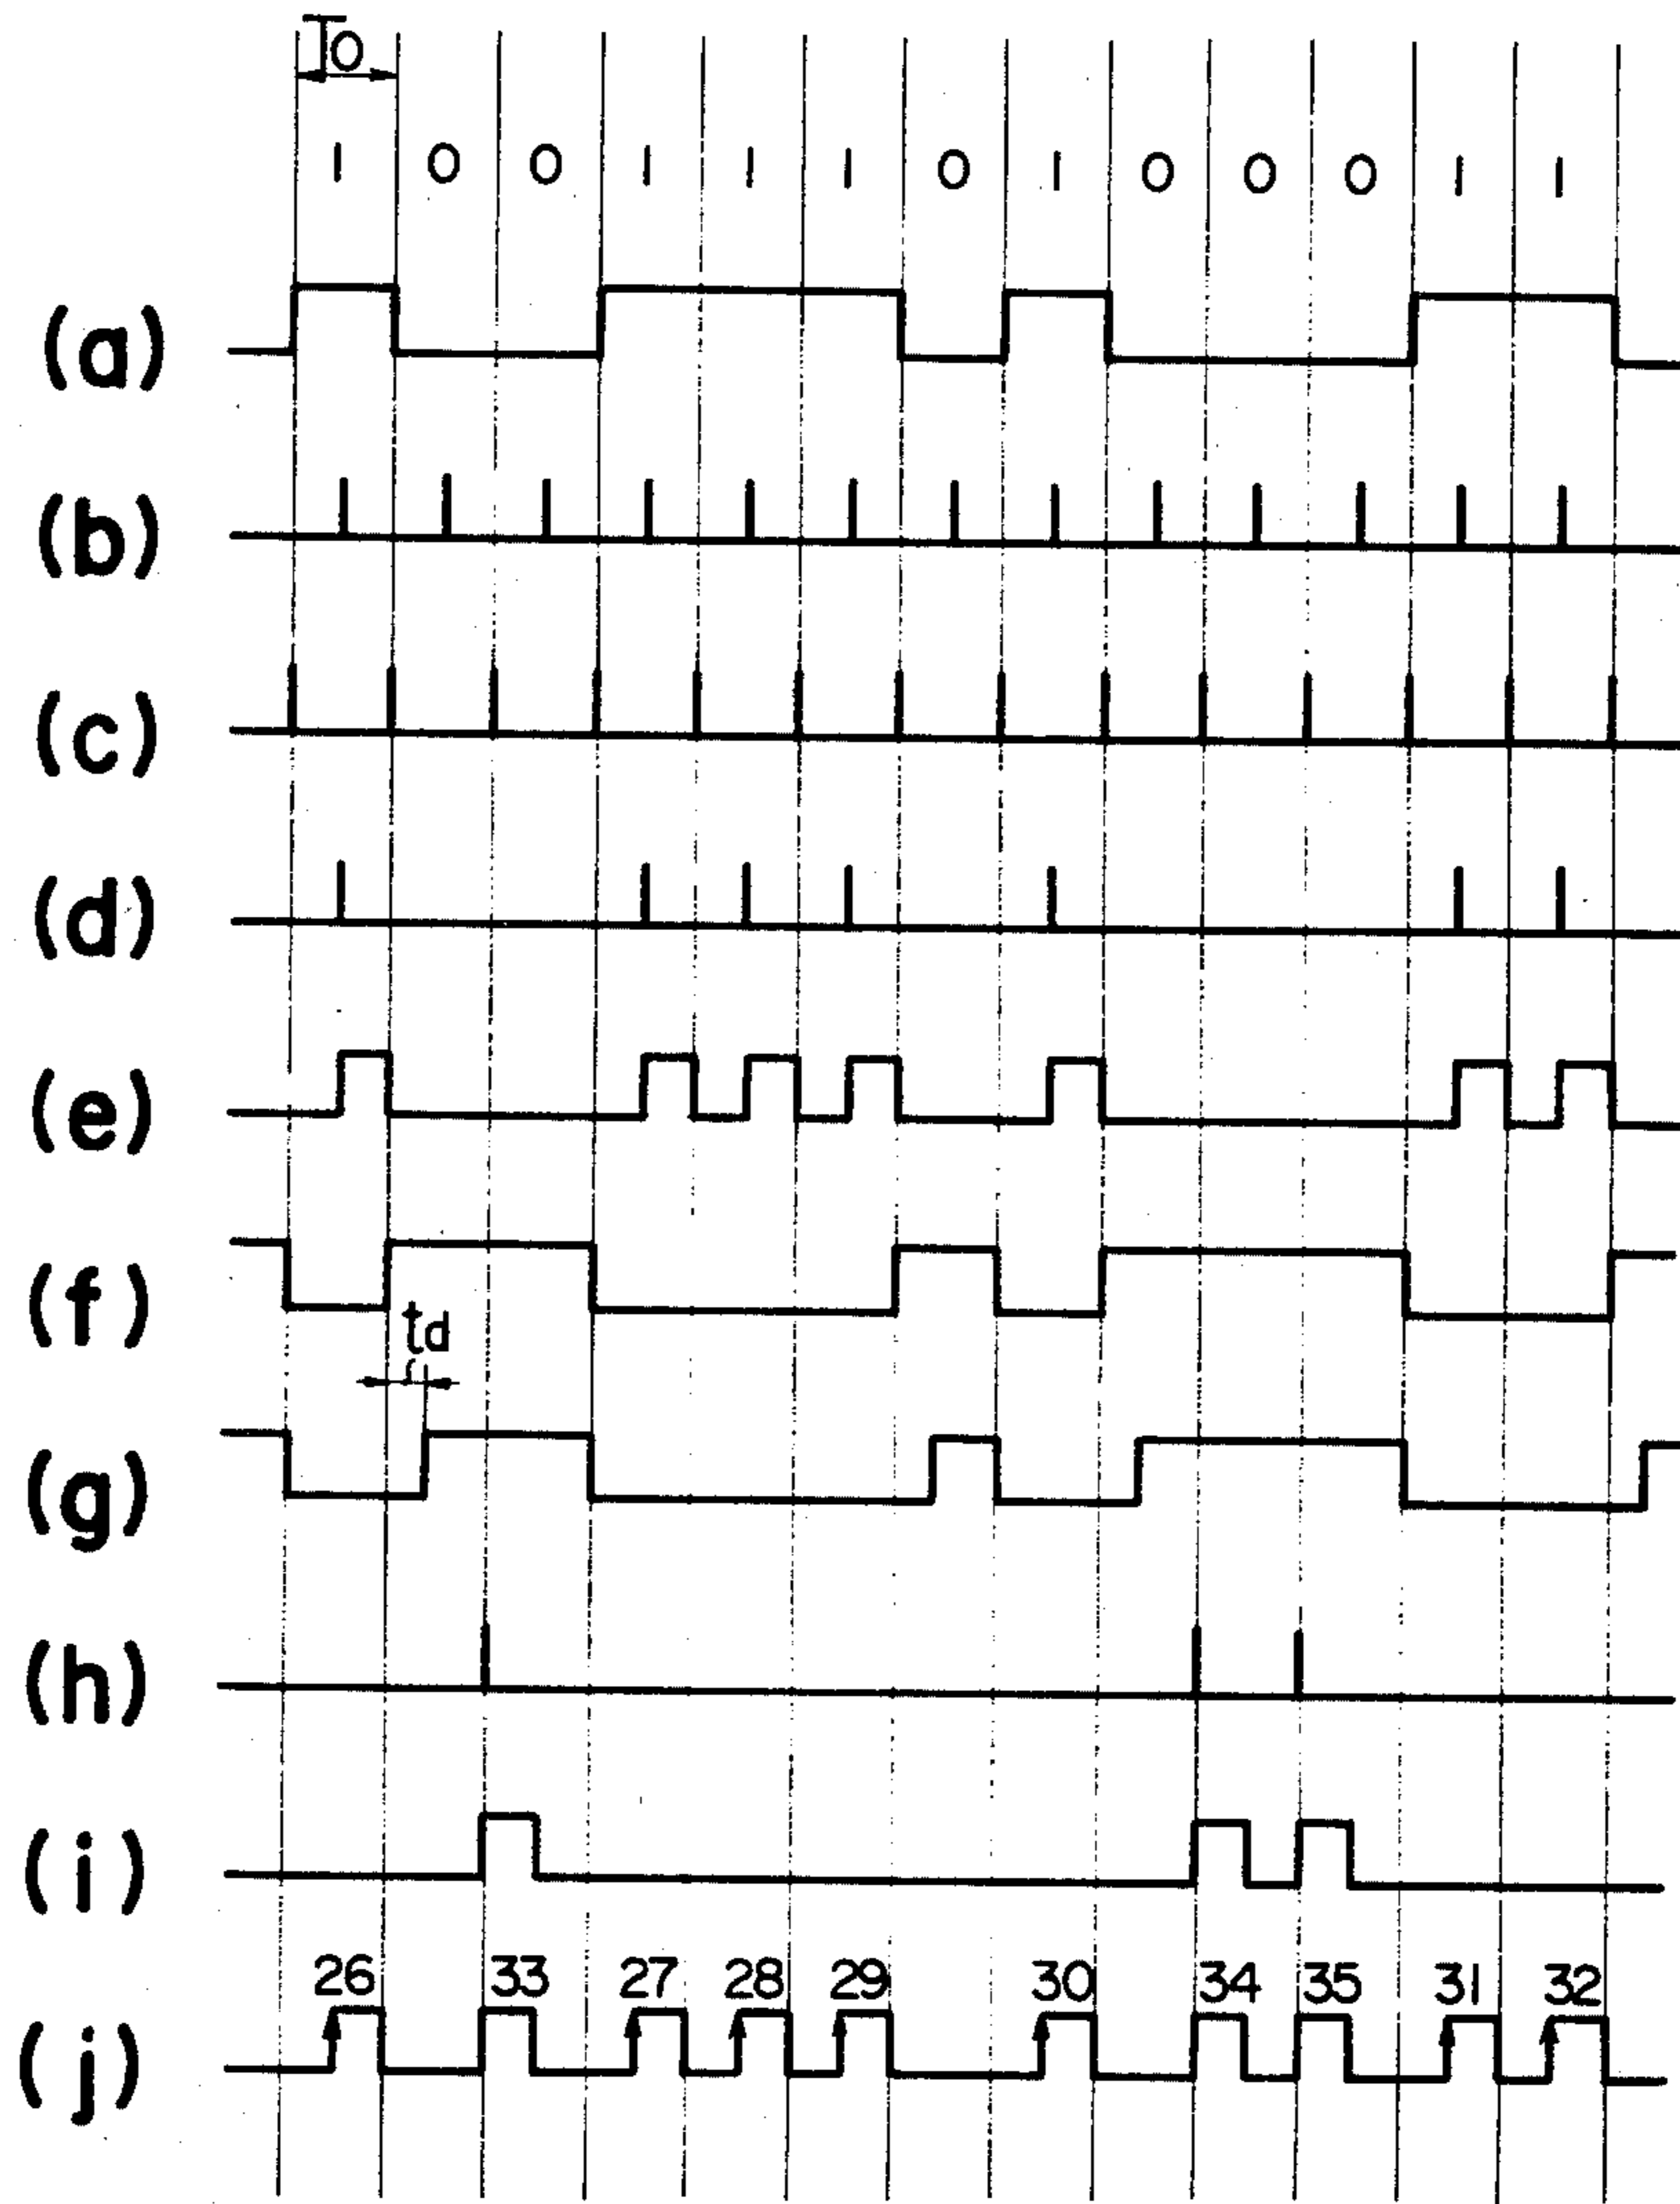 To
1 0 0 1 1 1 0 1 0 0 0 1 1
(a)
(b)
(c)
(d)
(e)
(f)
td
(g)
(h)
(i)
26 33 27 28 29 30 34 35 31 32
(j)